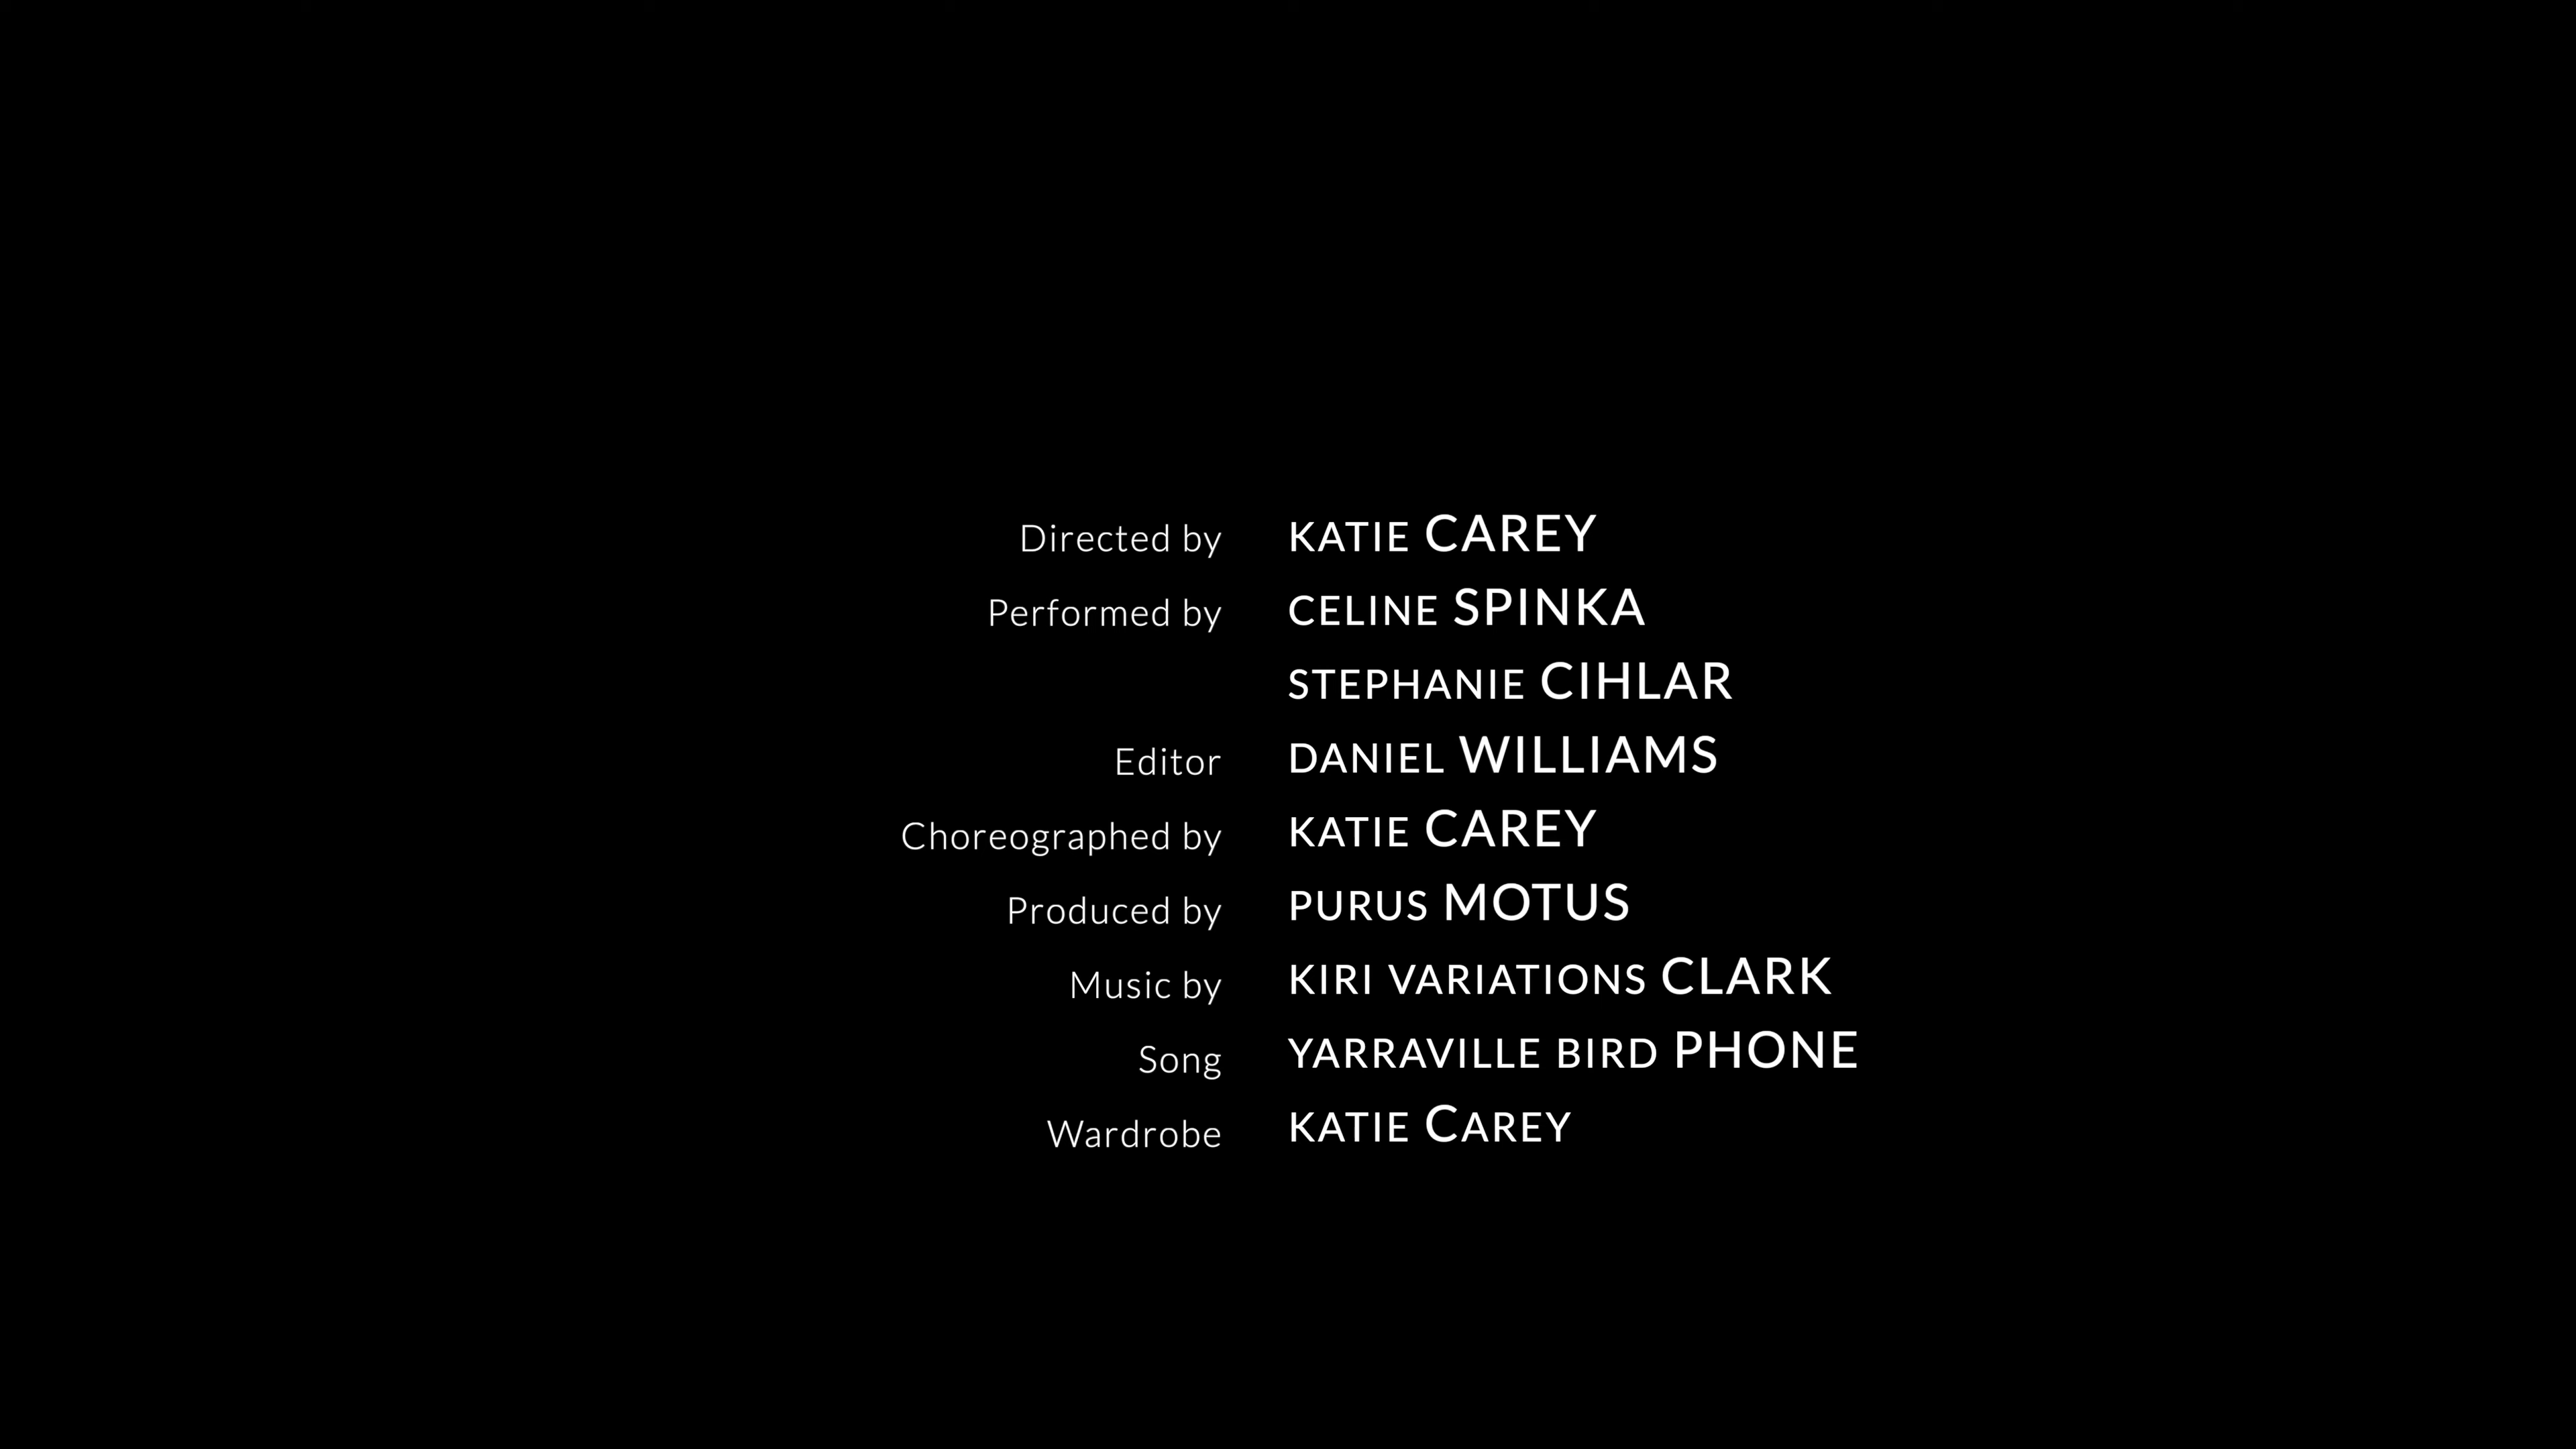 Directed by KATIE CAREY
Performed by CELINE SPINKA
STEPHANIE CIHLAR
Editor DANIEL WILLIAMS
Choreographed by KATIE CAREY
Produced by PURUS MOTUS
Music by KIRI VARIATIONS CLARK
Song YARRAVILLE BIRD PHONE
Wardrobe KATIE CAREY